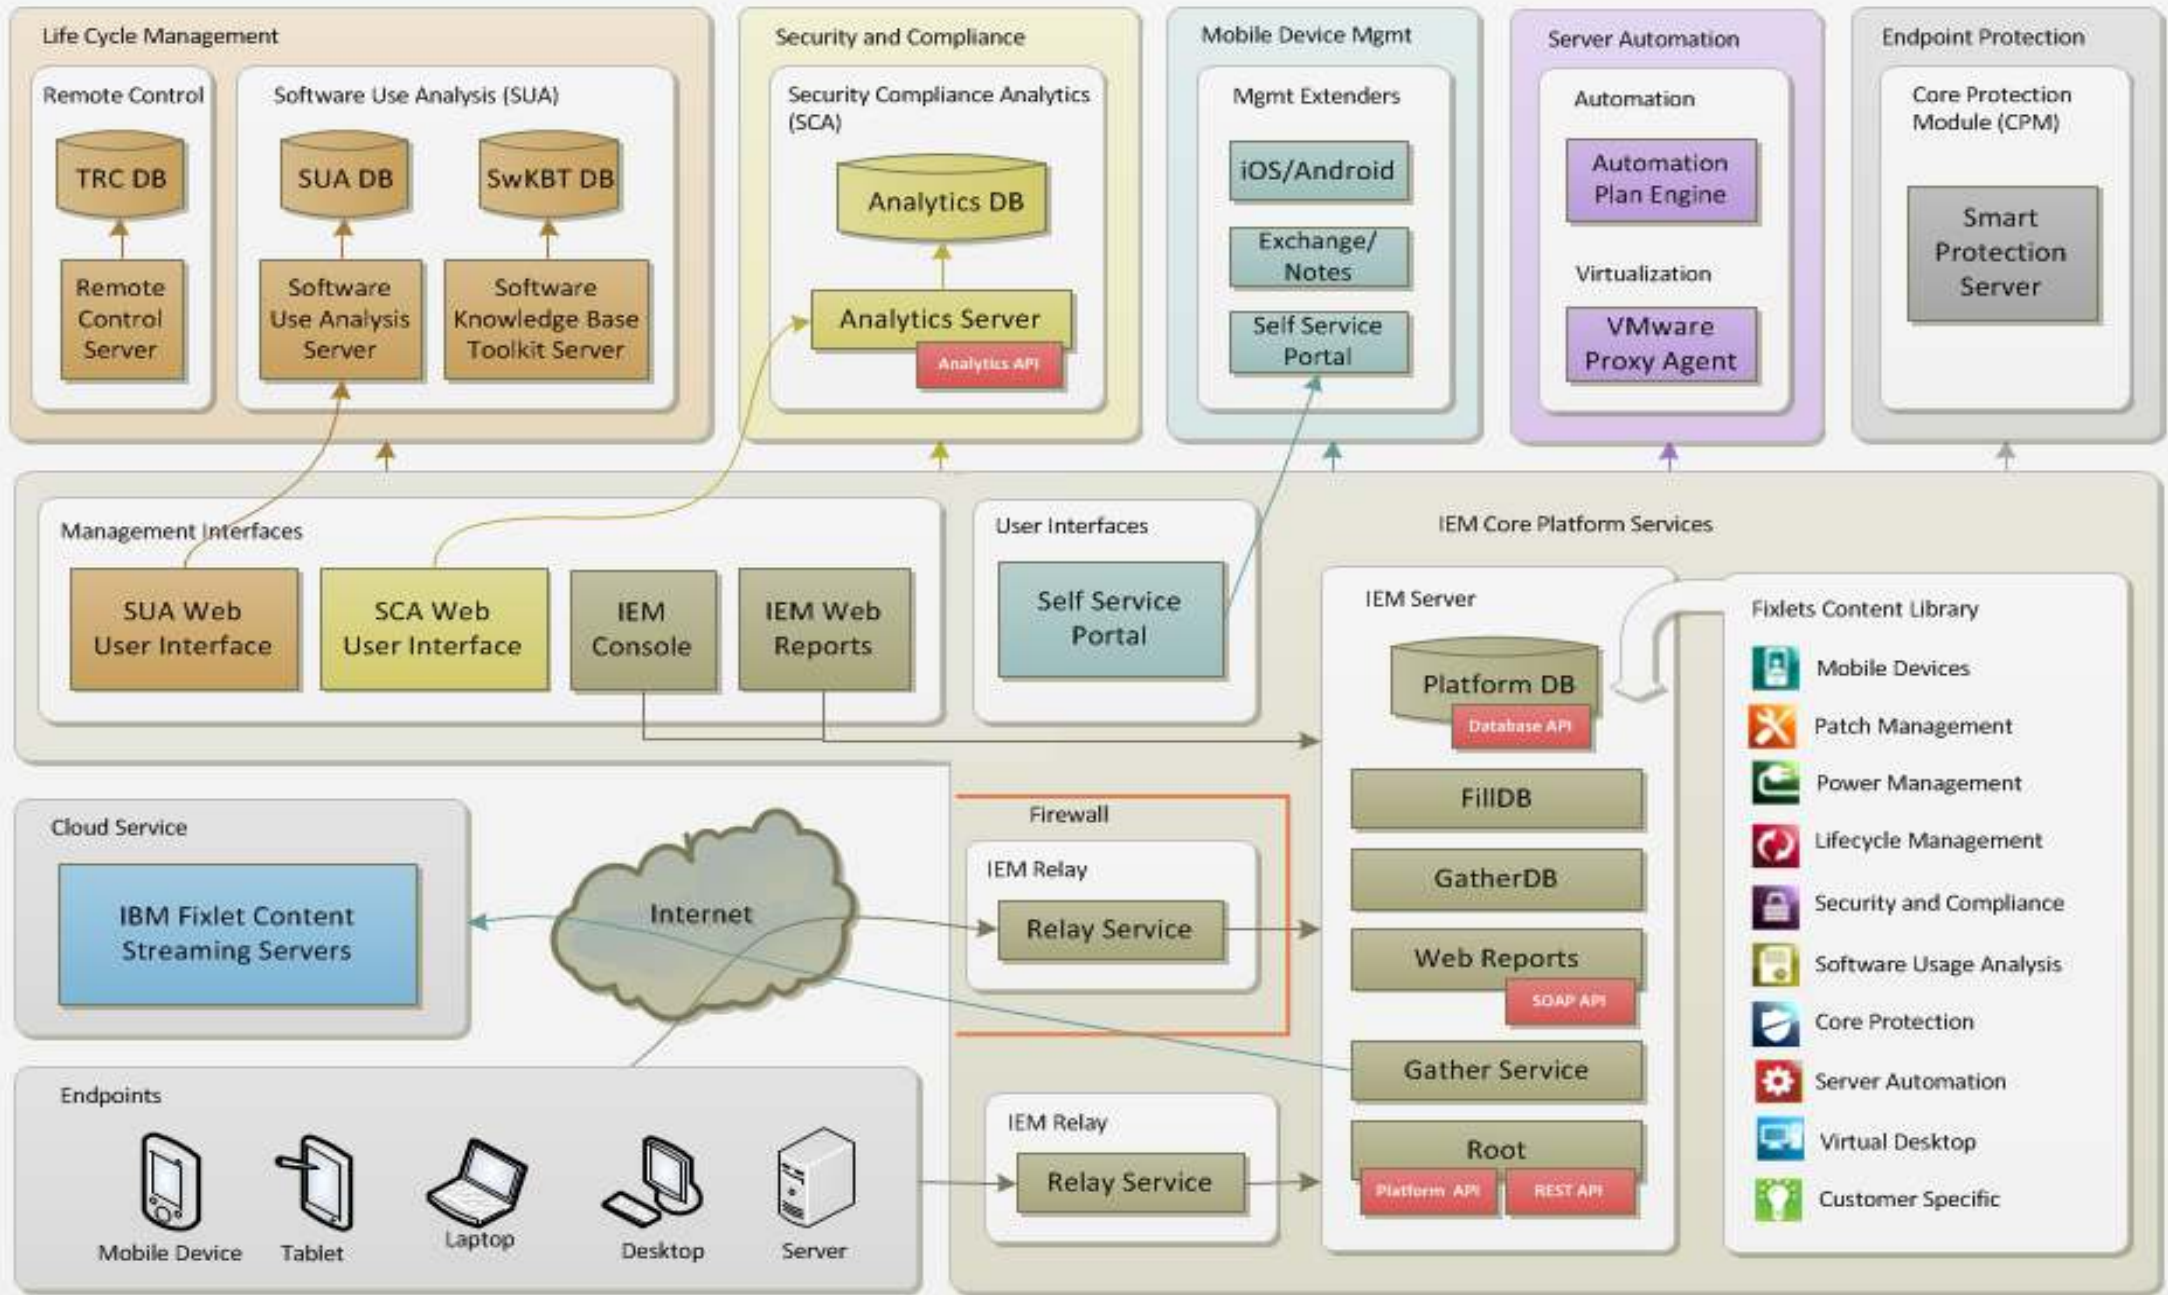 Life Cycle Management
Remote Control
TRC DB
Remote
Control
Server
Software Use Analysis (SUA)
SUA DB
SwKBT DB
Software
Use Analysis
Server
Software
Knowledge Base
Toolkit Server
Security and Compliance
Security Compliance Analytics
(SCA)
Analytics DB
Analytics Server
Analytics API
Mobile Device Mgmt
Mgmt Extenders
iOS/Android
Exchange/
Notes
Self Service
Portal
Server Automation
Automation
Automation
Plan Engine
Virtualization
VMware
Proxy Agent
Endpoint Protection
Core Protection
Module (CPM)
Smart
Protection
Server
Management Interfaces
SUA Web
User Interface
SCA Web
User Interface
IEM
Console
IEM Web
Reports
User Interfaces
Self Service
Portal
IEM Core Platform Services
IEM Server
Platform DB
Database API
FillDB
GatherDB
Web Reports
SOAP API
Gather Service
Root
Platform API
REST API
Fixlets Content Library
Mobile Devices
Patch Management
Power Management
Lifecycle Management
Security and Compliance
Software Usage Analysis
Core Protection
Server Automation
Virtual Desktop
Customer Specific
Cloud Service
IBM Fixlet Content
Streaming Servers
Internet
Firewall
IEM Relay
Relay Service
Endpoints
Mobile Device
Tablet
Laptop
Desktop
Server
IEM Relay
Relay Service